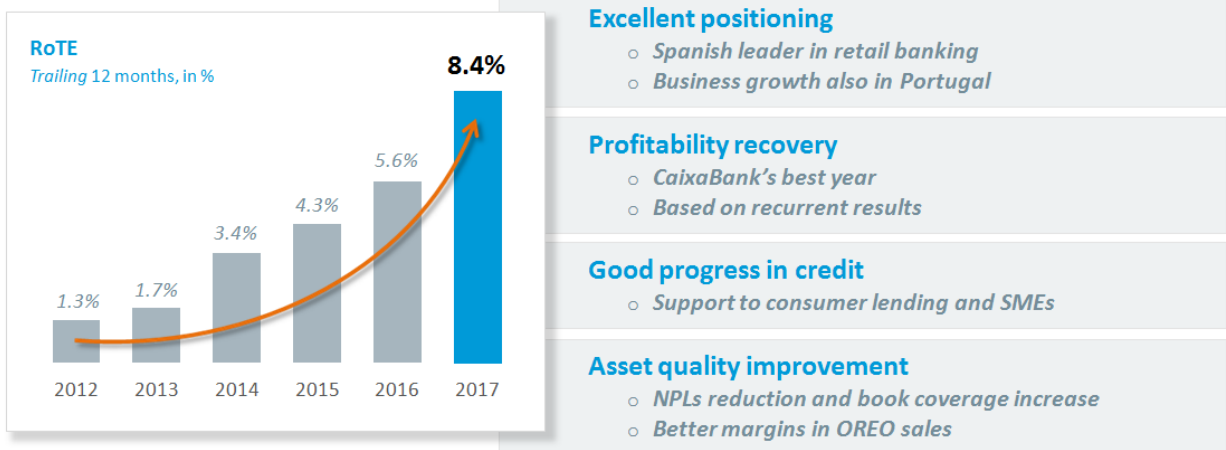 RoTE
Trailing 12 months, in %
8.4%
5.6%
4.3%
3.4%
1.7%
1.3%
2012 2013 2014 2015 2016 2017
Excellent positioning
o Spanish leader in retail banking
o Business growth also in Portugal
Profitability recovery
o CaixaBank's best year
o Based on recurrent results
Good progress in credit
o Support to consumer lending and SMEs
Asset quality improvement
o NPLs reduction and book coverage increase
o Better margins in OREO sales